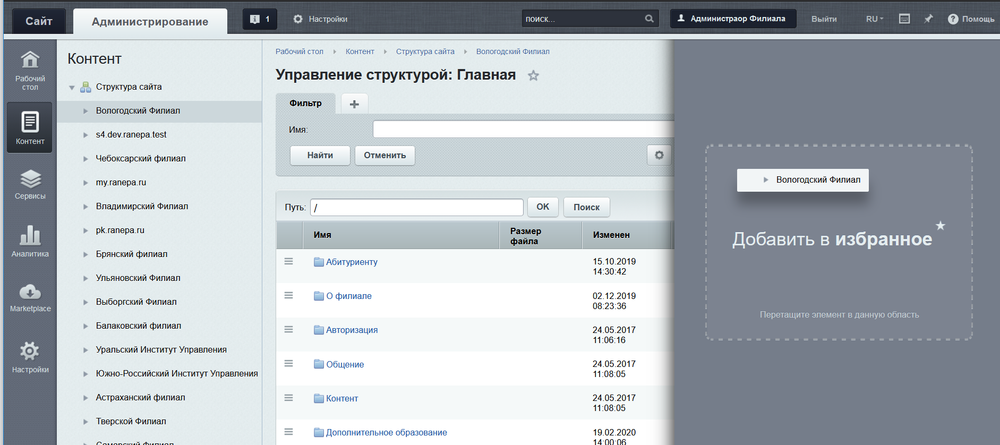 Сайт
Администрирование
1
Настройки
поиск...
Администраор Филиала
Выйти
RU
Помощь
Рабочий
стол
Контент
Сервисы
Аналитика
Marketplace
Настройки
Контент
Структура сайта
Вологодский Филиал
s4.dev.ranepa.test
Чебоксарский филиал
my.ranepa.ru
Владимирский Филиал
pk.ranepa.ru
Брянский филиал
Ульяновский Филиал
Выборгский Филиал
Балаковский филиал
Уральский Институт Управления
Южно-Российский Институт Управления
Астраханский филиал
Тверской Филиал
Самарский Филиал
Рабочий стол Контент Структура сайта Вологодский Филиал
Управление структурой: Главная
Фильтр
Имя:
Найти Отменить
Путь: / OK Поиск
Имя
Размер
файла
Изменен
Абитуриенту
15.10.2019
14:30:42
О филиале
02.12.2019
08:23:36
Авторизация
24.05.2017
11:06:16
Общение
24.05.2017
11:08:05
Контент
24.05.2017
11:08:05
Дополнительное образование
19.02.2020
14:00:06
Вологодский Филиал
Добавить в избранное
Перетащите элемент в данную область